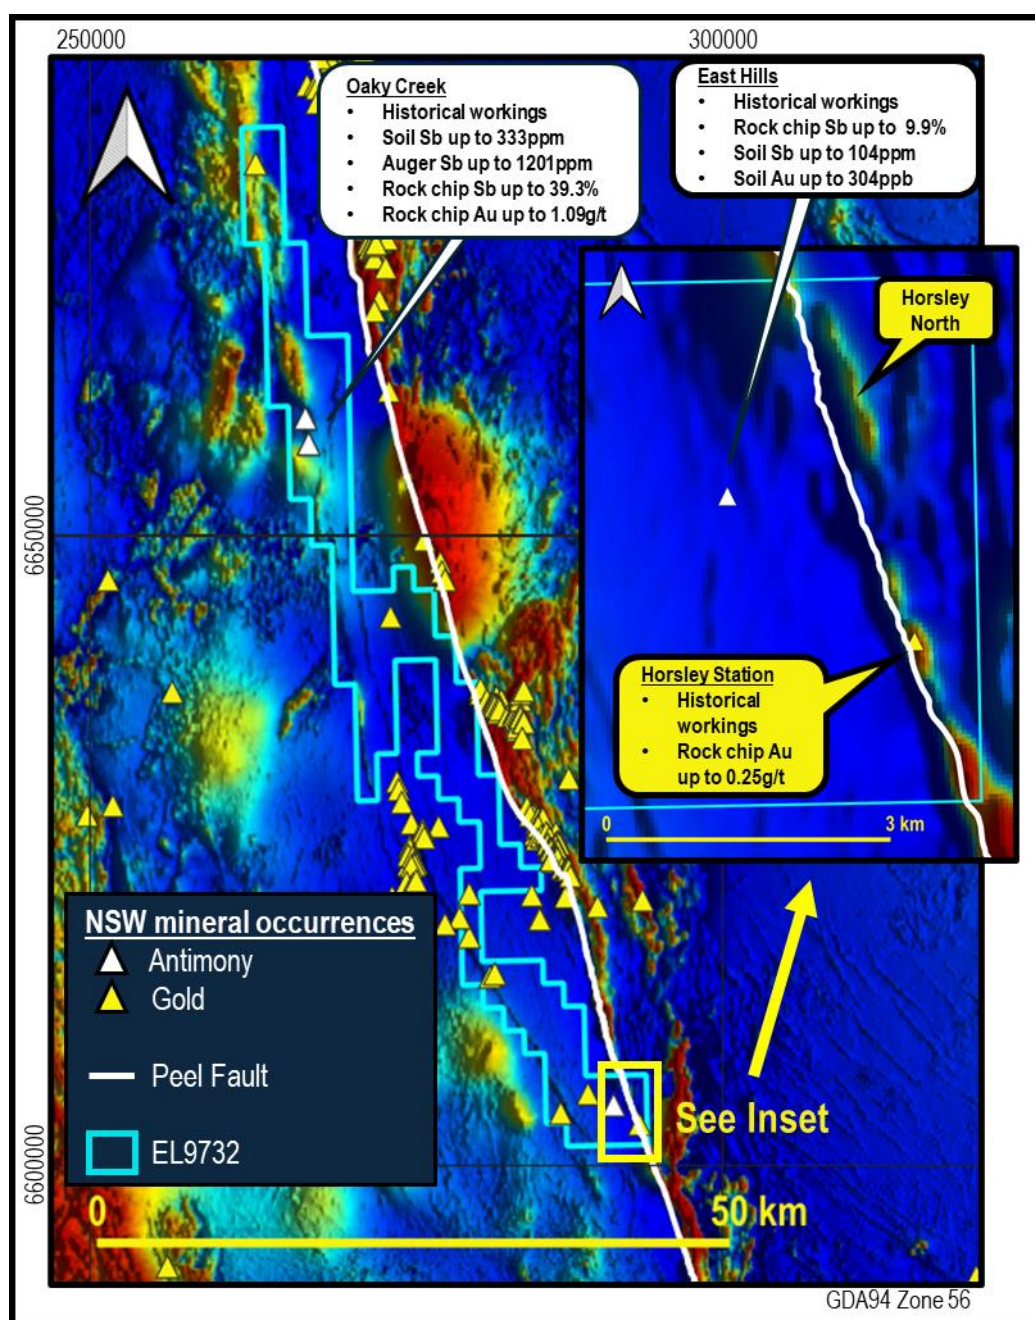 250000
300000
Oaky Creek
• Historical workings
• Soil Sb up to 333ppm
• Auger Sb up to 1201ppm
• Rock chip Sb up to 39.3%
• Rock chip Au up to 1.09g/t
East Hills
• Historical workings
• Rock chip Sb up to 9.9%
• Soil Sb up to 104ppm
• Soil Au up to 304ppb
Horsley
North
6650000
Horsley Station
• Historical
workings
• Rock chip Au
up to 0.25g/t
0
3 km
NSW mineral occurrences
Antimony
Gold
Peel Fault
EL9732
See Inset
6600000
0
50 km
GDA94 Zone 56